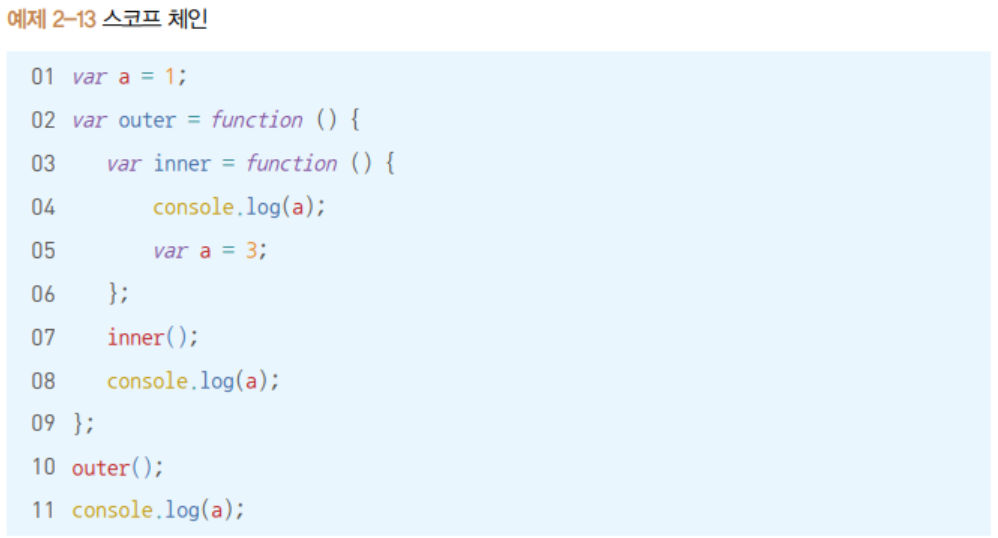 예제 2-13 스코프 체인
01 var a = 1;
02 var outer = function () {
03 var inner = function () {
04 console.log(a);
05 var a = 3;
06 };
07 inner();
08 console.log(a);
09 };
10 outer();
11 console.log(a);